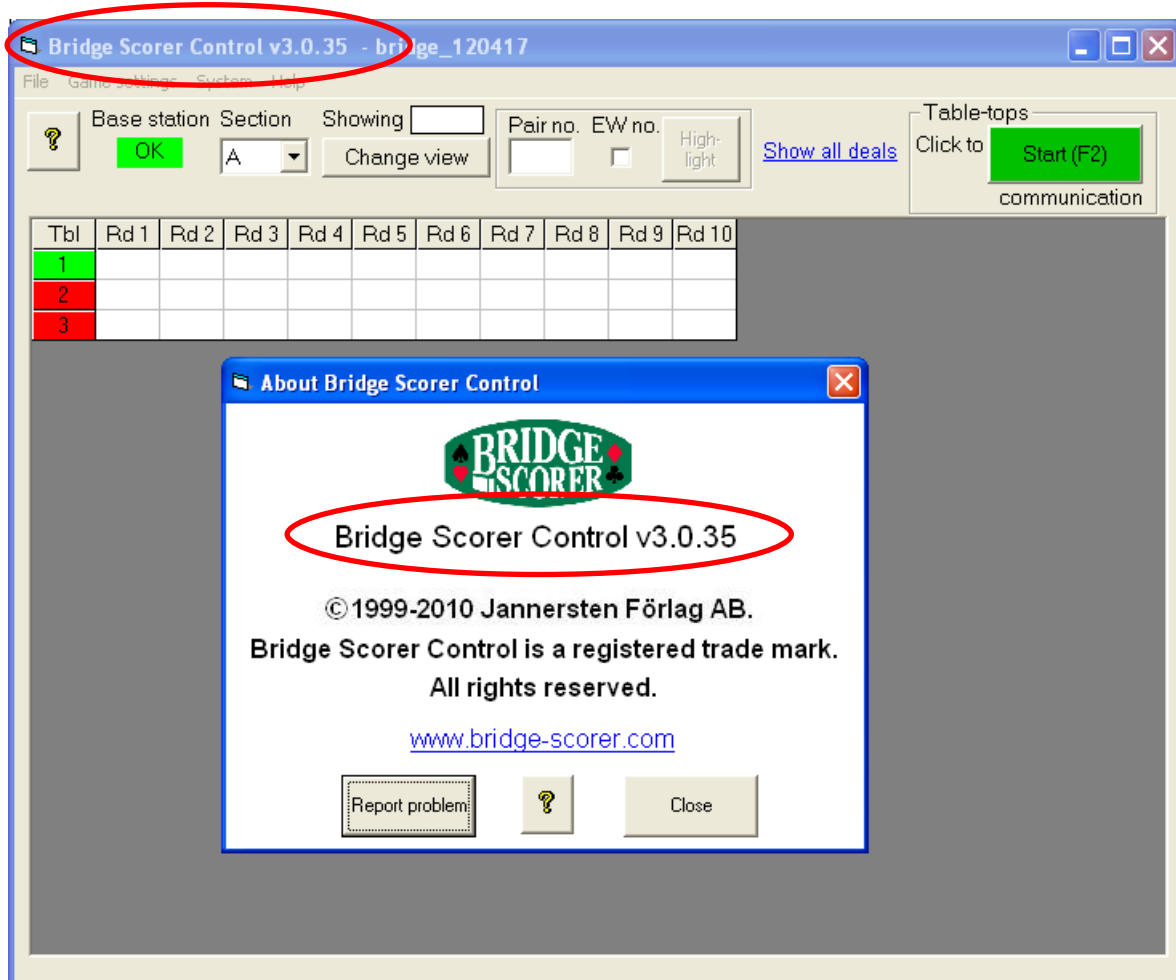 Bridge Scorer Control v3.0.35 - bridge_120417
File Game settings System Help
? Base station Section Showing Pair no. EW no. High-light Show all deals Table-tops
OK A Change view Click to Start (F2)
communication
Tbl Rd 1 Rd 2 Rd 3 Rd 4 Rd 5 Rd 6 Rd 7 Rd 8 Rd 9 Rd 10
1
2
3
About Bridge Scorer Control
BRIDGE
SCORER
Bridge Scorer Control v3.0.35
©1999-2010 Jannersten Förlag AB.
Bridge Scorer Control is a registered trade mark.
All rights reserved.
www.bridge-scorer.com
Report problem ? Close